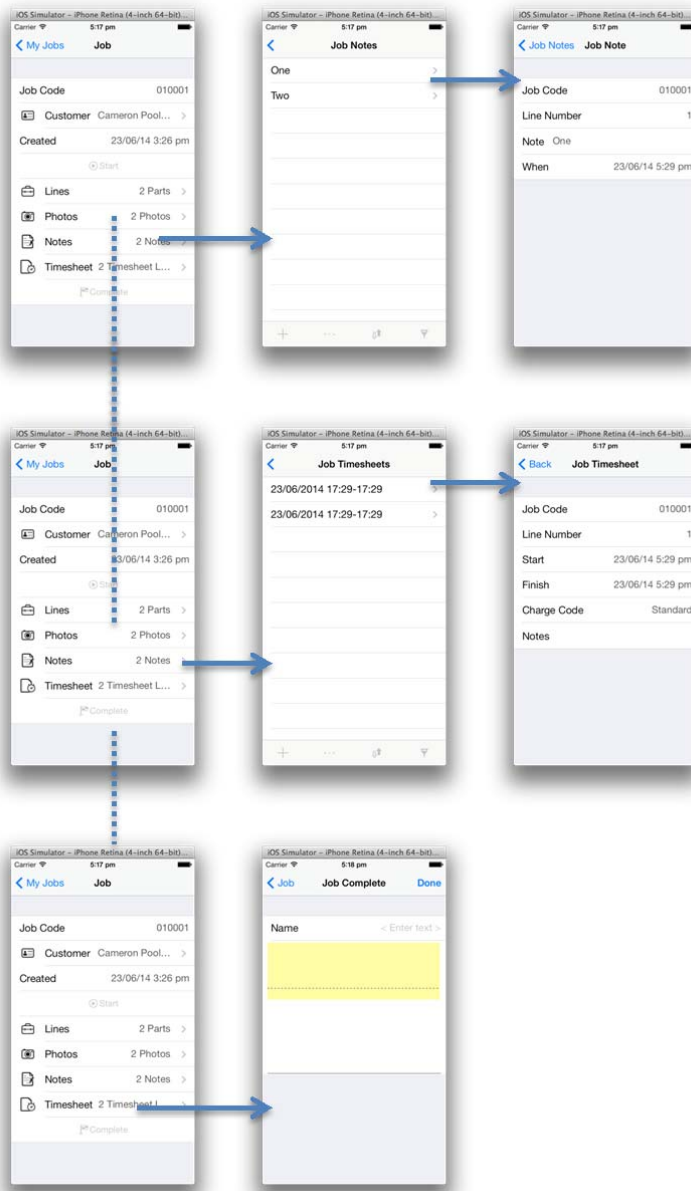 iOS Simulator – iPhone Retina (4-inch 64-bit)...
Carrier 5:17 pm
My Jobs Job
Job Code 010001
Customer Cameron Pool...
Created 23/06/14 3:26 pm
Start
Lines 2 Parts
Photos 2 Photos
Notes 2 Notes
Timesheet 2 Timesheet L...
Complete
iOS Simulator – iPhone Retina (4-inch 64-bit)...
Carrier 5:17 pm
Job Notes
One
Two
iOS Simulator – iPhone Retina (4-inch 64-bit)...
Carrier 5:17 pm
Job Notes Job Note
Job Code 010001
Line Number 1
Note One
When 23/06/14 5:29 pm
iOS Simulator – iPhone Retina (4-inch 64-bit)...
Carrier 5:17 pm
My Jobs Job
Job Code 010001
Customer Cameron Pool...
Created 23/06/14 3:26 pm
Start
Lines 2 Parts
Photos 2 Photos
Notes 2 Notes
Timesheet 2 Timesheet L...
Complete
iOS Simulator – iPhone Retina (4-inch 64-bit)...
Carrier 5:17 pm
Job Timesheets
23/06/2014 17:29-17:29
23/06/2014 17:29-17:29
iOS Simulator – iPhone Retina (4-inch 64-bit)...
Carrier 5:17 pm
Back Job Timesheet
Job Code 010001
Line Number 1
Start 23/06/14 5:29 pm
Finish 23/06/14 5:29 pm
Charge Code Standard
Notes
iOS Simulator – iPhone Retina (4-inch 64-bit)...
Carrier 5:17 pm
My Jobs Job
Job Code 010001
Customer Cameron Pool...
Created 23/06/14 3:26 pm
Start
Lines 2 Parts
Photos 2 Photos
Notes 2 Notes
Timesheet 2 Timesheet L...
Complete
iOS Simulator – iPhone Retina (4-inch 64-bit)...
Carrier 5:18 pm
Job Job Complete Done
Name < Enter text >